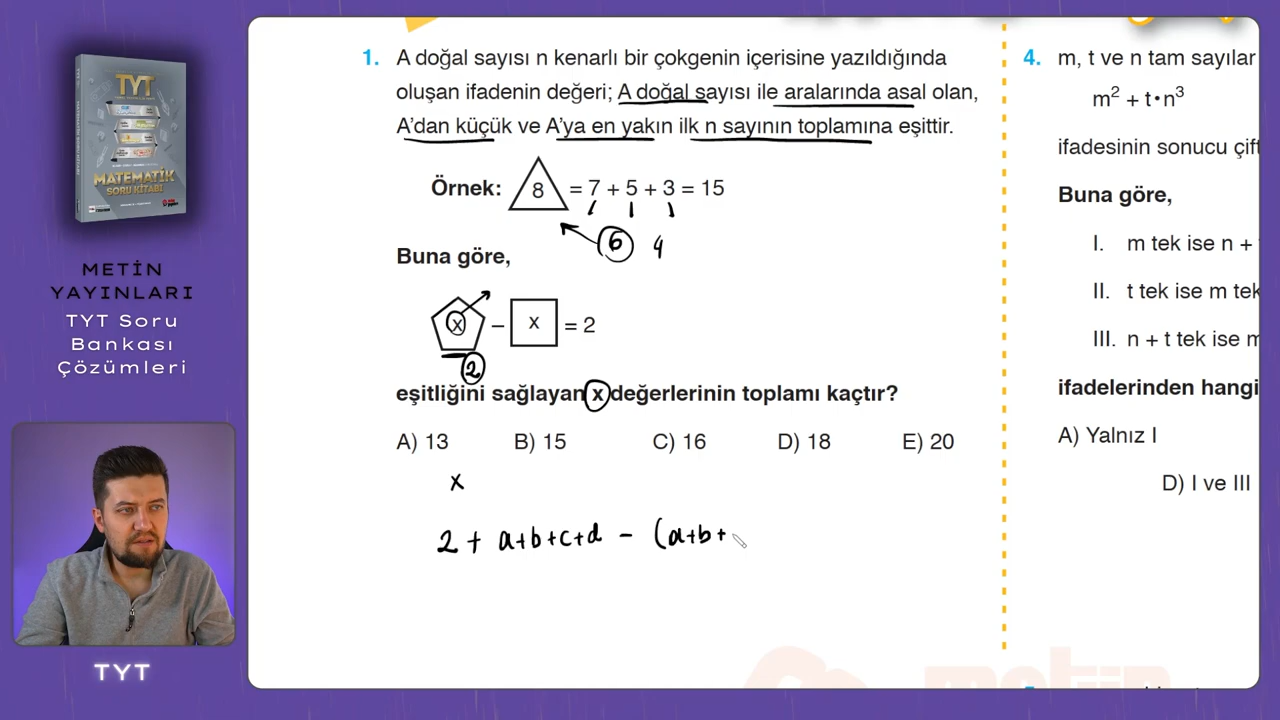 TYT
MATEMATİK
SORU KİTABI
METİN
YAYINLARI
TYT Soru
Bankası
Çözümleri
TYT
1. A doğal sayısı n kenarlı bir çokgenin içerisine yazıldığında
oluşan ifadenin değeri; A doğal sayısı ile aralarında asal olan,
A'dan küçük ve A'ya en yakın ilk n sayının toplamına eşittir.
Örnek: 8 = 7 + 5 + 3 = 15
6 4
Buna göre,
x − x = 2
2
eşitliğini sağlayan x değerlerinin toplamı kaçtır?
A) 13 B) 15 C) 16 D) 18 E) 20
x
2 + a+b+c+d − (a+b+
4. m, t ve n tam sayılar
m² + t•n³
ifadesinin sonucu çift
Buna göre,
I. m tek ise n +
II. t tek ise m tek
III. n + t tek ise m
ifadelerinden hangi
A) Yalnız I
D) I ve III
metin